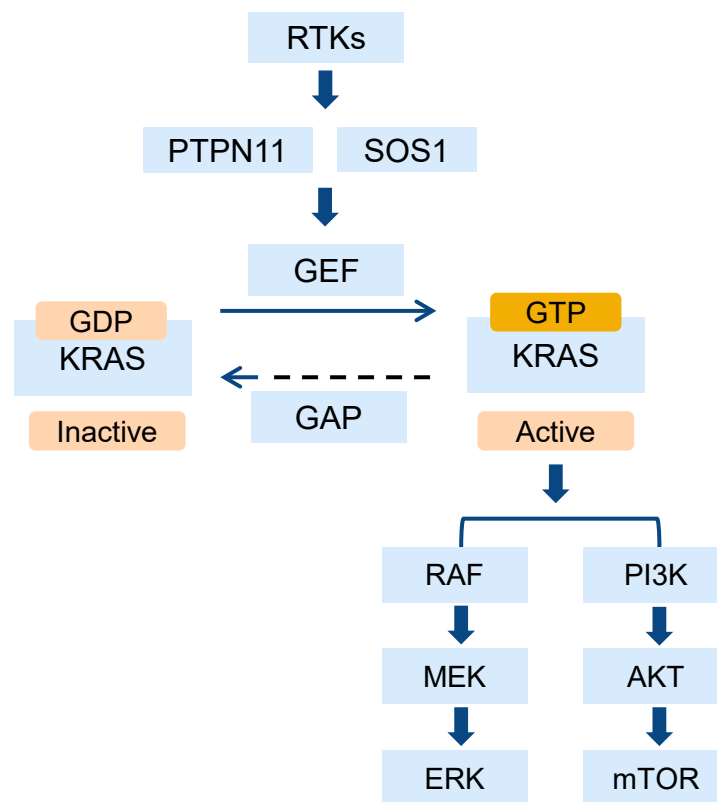 RTKs
PTPN11
SOS1
GEF
GDP
KRAS
GTP
KRAS
GAP
Inactive
Active
RAF
PI3K
MEK
AKT
ERK
mTOR